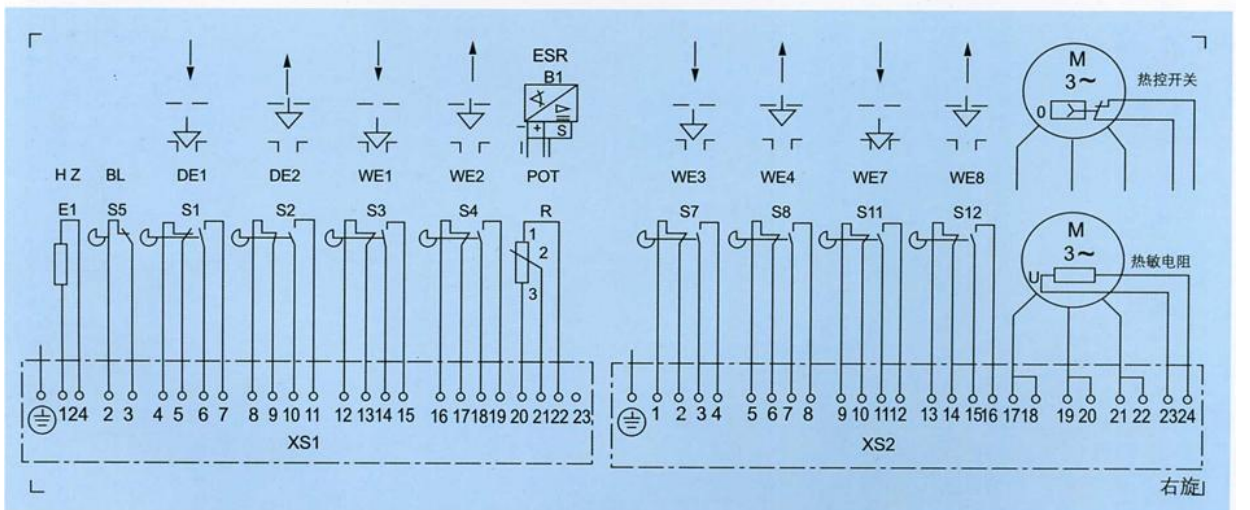 ESR
B1
+ S
M
3~
0
热控开关
H Z BL DE1 DE2 WE1 WE2 POT WE3 WE4 WE7 WE8
E1 S5 S1 S2 S3 S4 R S7 S8 S11 S12
1
2
3
M
3~
U
热敏电阻
1 24 2 3 4 5 6 7 8 9 10 11 12 13 14 15 16 17 18 19 20 21 22 23
XS1
1 2 3 4 5 6 7 8 9 10 11 12 13 14 15 16 17 18 19 20 21 22 23 24
XS2
右旋